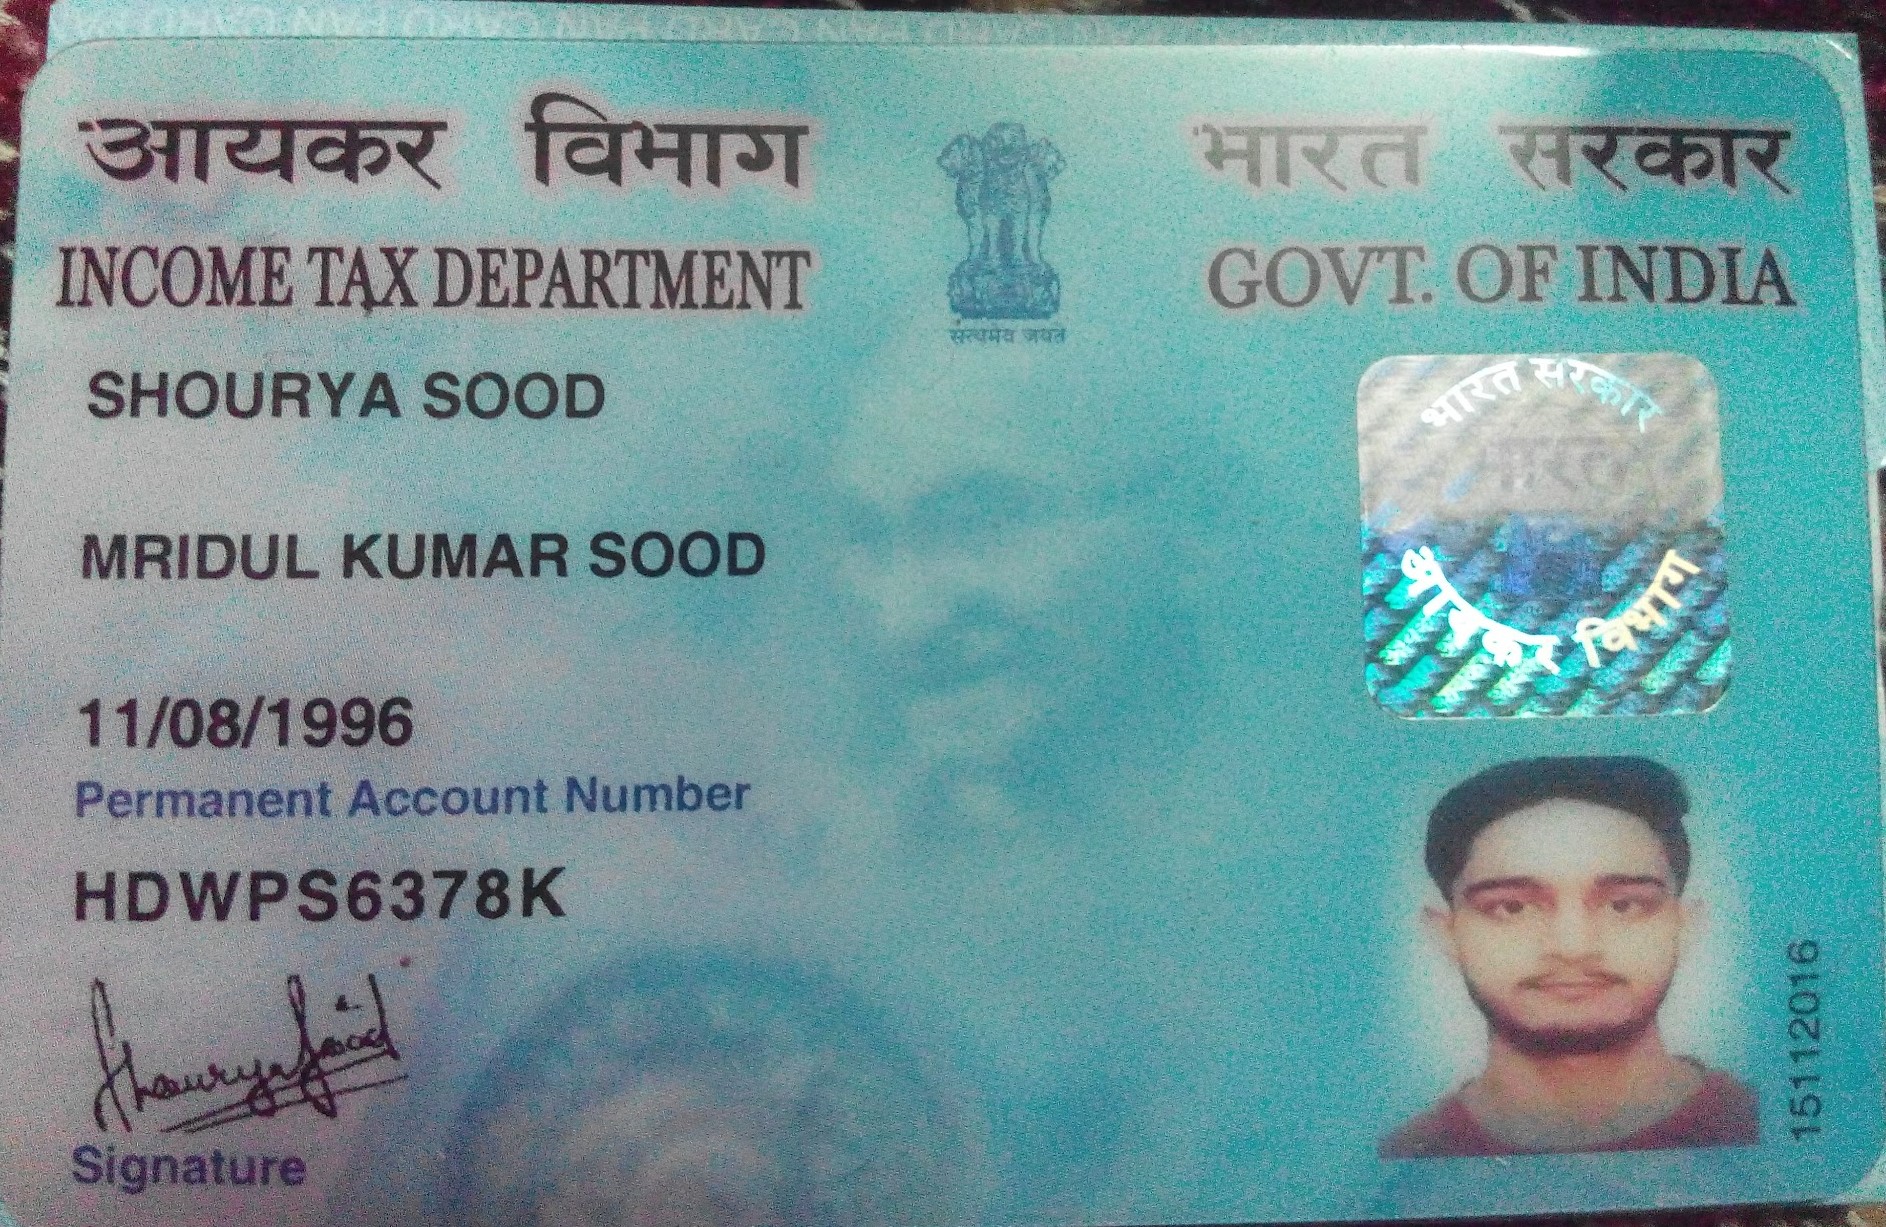 आयकर विभाग
INCOME TAX DEPARTMENT
सत्यमेव जयते
भारत सरकार
GOVT. OF INDIA
SHOURYA SOOD
MRIDUL KUMAR SOOD
11/08/1996
Permanent Account Number
HDWPS6378K
Shourya Sood
Signature
भारत सरकार
भारत
आयकर विभाग
15112016